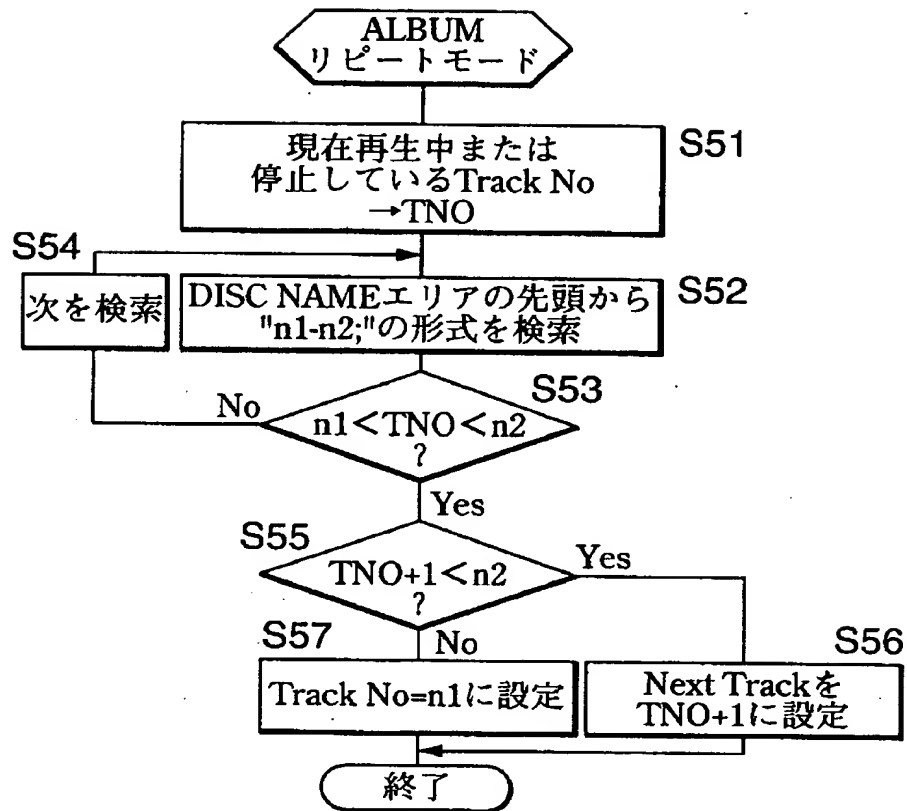 ALBUM
リピートモード
現在再生中または
停止しているTrack No
→TNO
S51
S54
次を検索
DISC NAMEエリアの先頭から
"n1-n2;"の形式を検索
S52
S53
No
n1<TNO<n2
?
Yes
S55
TNO+1<n2
?
Yes
No
S57
Track No=n1に設定
S56
Next Trackを
TNO+1に設定
終了